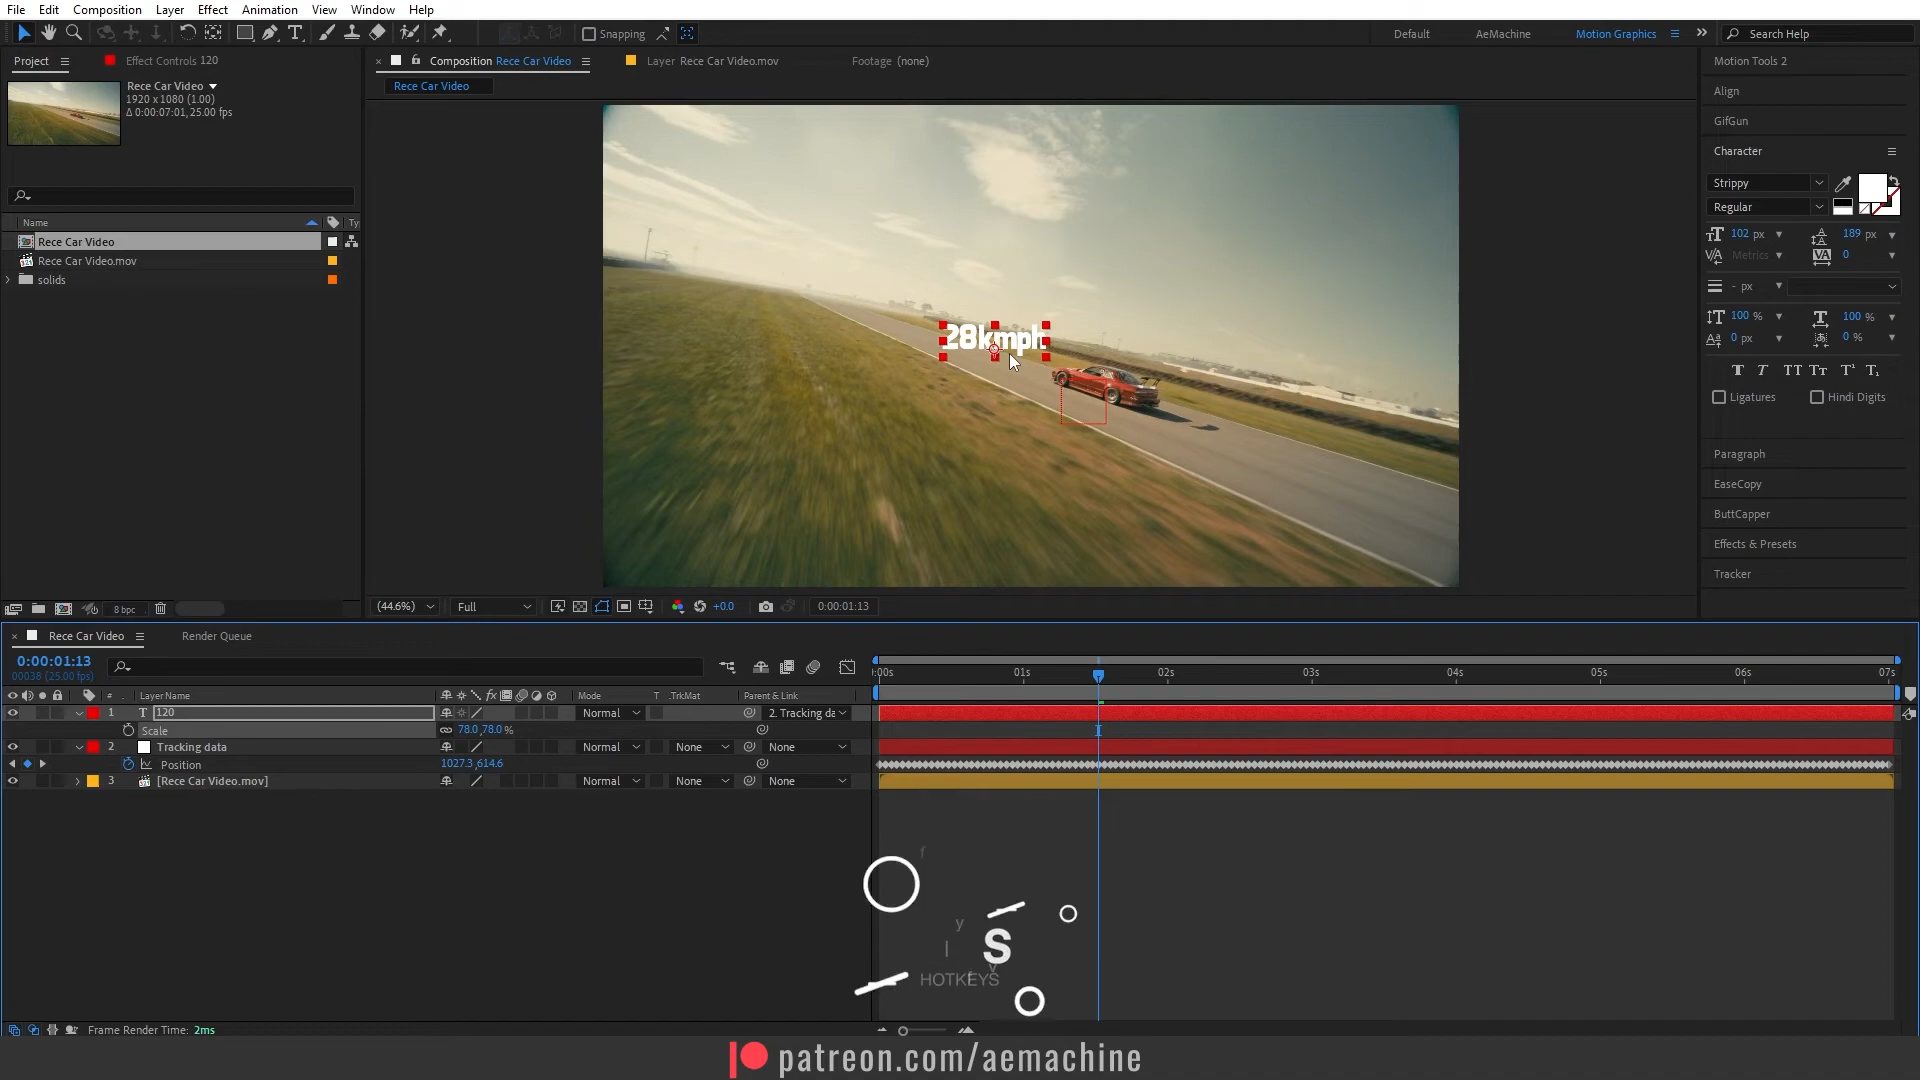 File Edit Composition Layer Effect Animation View Window Help
Snapping
Default AeMachine Motion Graphics Search Help
Project Effect Controls 120
Rece Car Video
1920 x 1080 (1.00)
Δ 0:00:07:01, 25.00 fps
Name Ty
Rece Car Video
Rece Car Video.mov
solids
8 bpc
Composition Rece Car Video Layer Rece Car Video.mov Footage (none)
Rece Car Video
28kmph
(44.6%) Full +0.0 0:00:01:13
Motion Tools 2
Align
GifGun
Character
Strippy
Regular
102 px 189 px
Metrics 0
- px
100 % 100 %
0 px 0 %
T T TT Tт T¹ T₁
Ligatures Hindi Digits
Paragraph
EaseCopy
ButtCapper
Effects & Presets
Tracker
Rece Car Video Render Queue
0:00:01:13
00038 (25.00 fps)
:00s 01s 02s 03s 04s 05s 06s 07s
# Layer Name Mode T .TrkMat Parent & Link
1 T 120 Normal 2. Tracking da
Scale 78.0,78.0%
2 Tracking data Normal None None
Position 1027.3,614.6
3 [Rece Car Video.mov] Normal None None
f
y
S
HOTKEYS
Frame Render Time: 2ms
patreon.com/aemachine